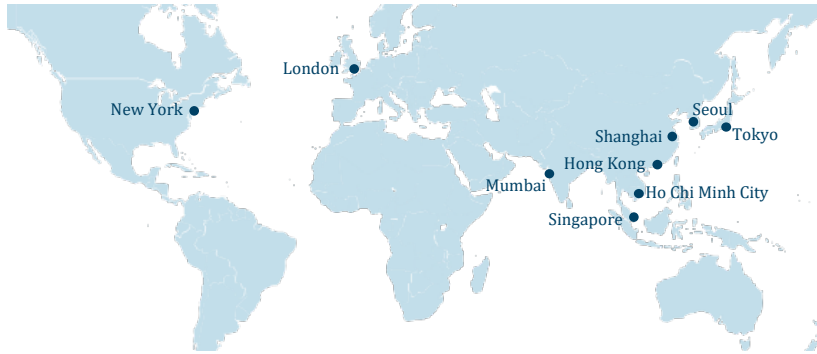 London
New York
Seoul
Shanghai
Tokyo
Hong Kong
Mumbai
Ho Chi Minh City
Singapore